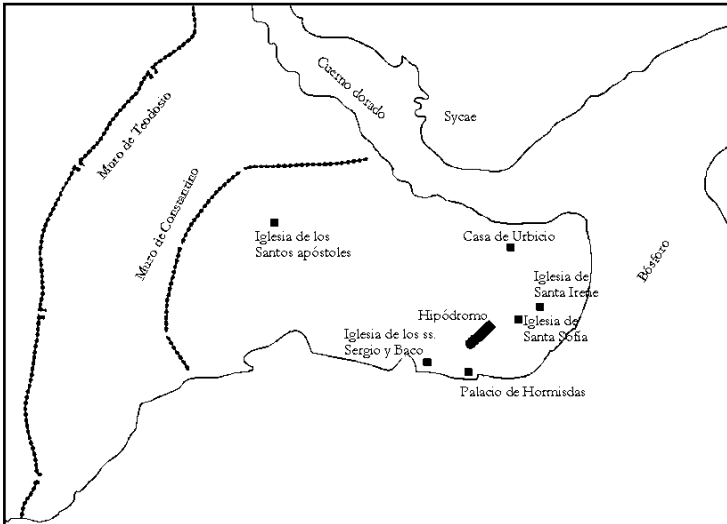 Cuerno dorado
Muro de Teodosio
Sycae
Muro de Constantino
Iglesia de los
Santos apóstoles
Casa de Urbicio
Bósforo
Iglesia de
Santa Irene
Hipódromo
Iglesia de
Santa Sofía
Iglesia de los ss.
Sergio y Baco
Palacio de Hormisdas